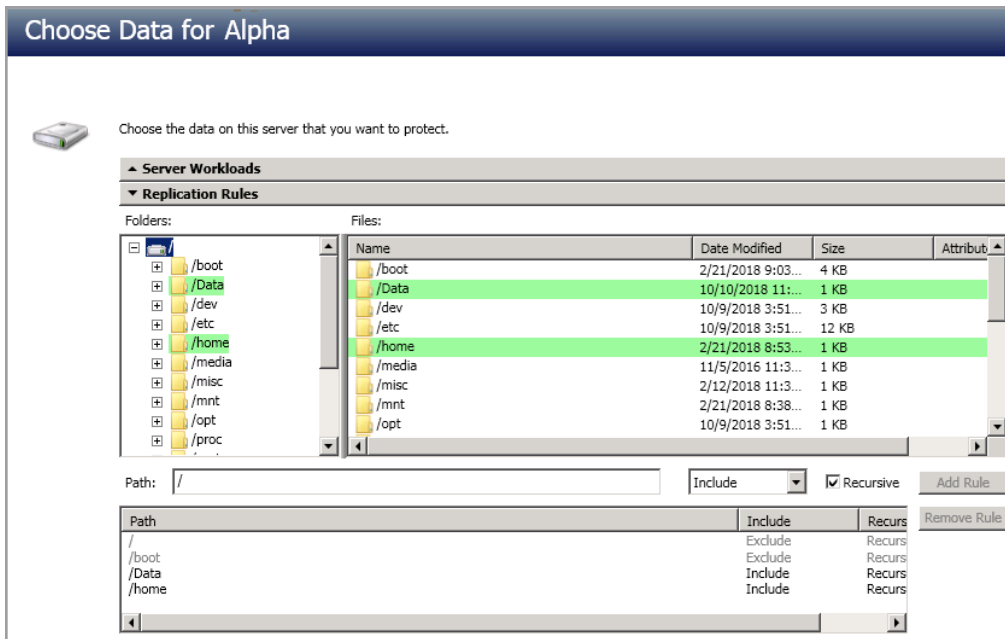 Choose Data for Alpha
Choose the data on this server that you want to protect.
Server Workloads
Replication Rules
Folders: Files:
/ Name Date Modified Size Attribut
/boot /boot 2/21/2018 9:03... 4 KB
/Data /Data 10/10/2018 11:... 1 KB
/dev /dev 10/9/2018 3:51... 3 KB
/etc /etc 10/9/2018 3:51... 12 KB
/home /home 2/21/2018 8:53... 1 KB
/media /media 11/5/2016 11:3... 1 KB
/misc /misc 2/12/2018 11:3... 1 KB
/mnt /mnt 2/21/2018 8:38... 1 KB
/opt /opt 10/9/2018 3:51... 1 KB
/proc
Path: / Include Recursive Add Rule
Path Include Recurs Remove Rule
/ Exclude Recurs
/boot Exclude Recurs
/Data Include Recurs
/home Include Recurs